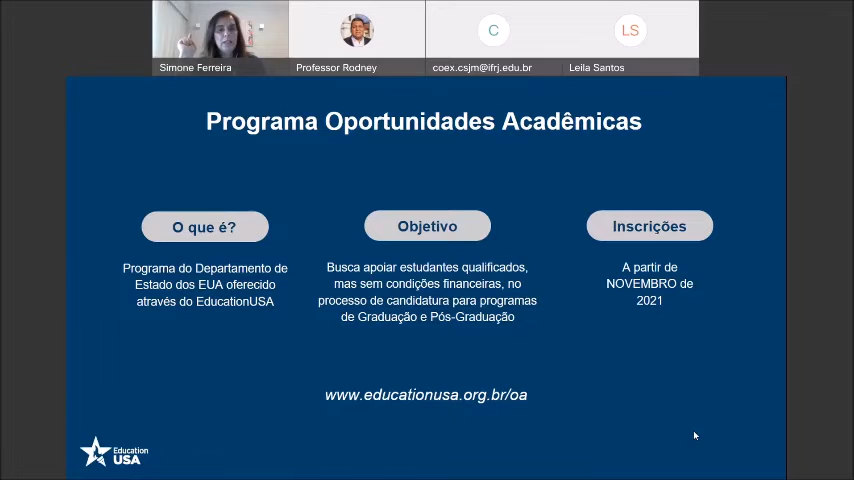 C
LS
Simone Ferreira
Professor Rodney
coex.csjm@ifrj.edu.br
Leila Santos
Programa Oportunidades Acadêmicas
O que é?
Programa do Departamento de
Estado dos EUA oferecido
através do EducationUSA
Objetivo
Busca apoiar estudantes qualificados,
mas sem condições financeiras, no
processo de candidatura para programas
de Graduação e Pós-Graduação
Inscrições
A partir de
NOVEMBRO de
2021
www.educationusa.org.br/oa
Education
USA